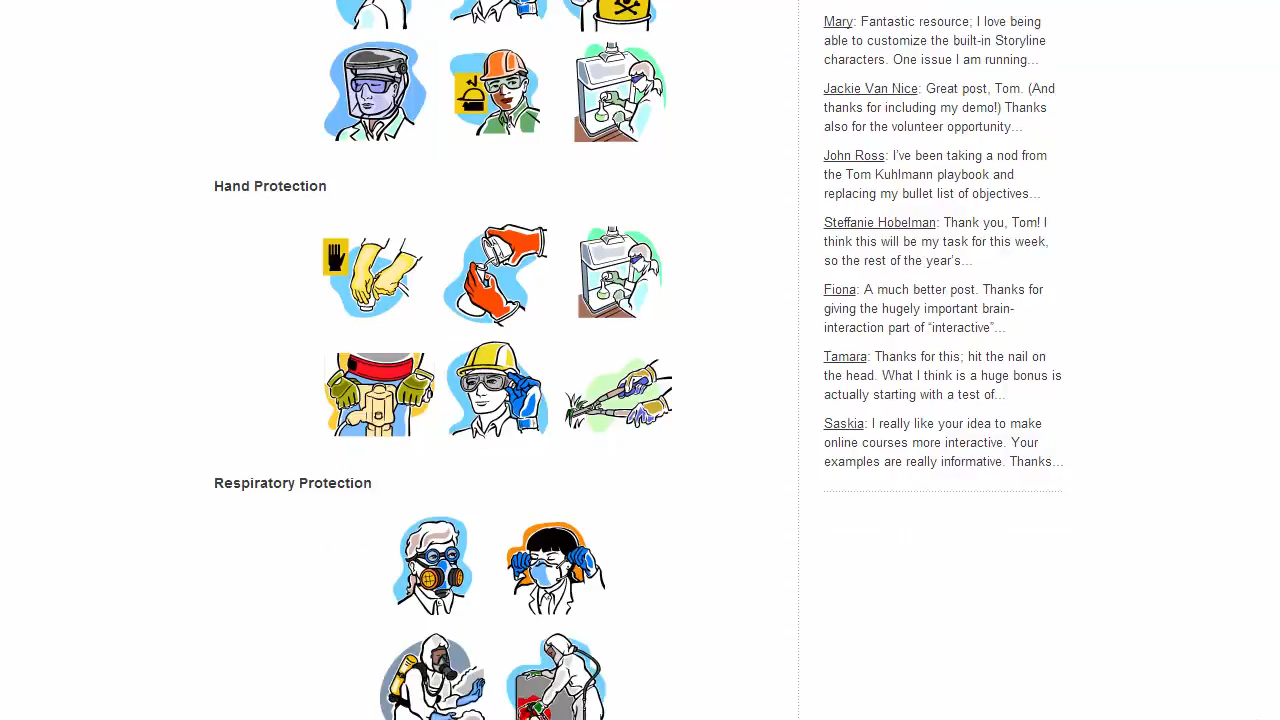 Hand Protection
Respiratory Protection
Mary: Fantastic resource; I love being
able to customize the built-in Storyline
characters. One issue I am running...
Jackie Van Nice: Great post, Tom. (And
thanks for including my demo!) Thanks
also for the volunteer opportunity...
John Ross: I've been taking a nod from
the Tom Kuhlmann playbook and
replacing my bullet list of objectives...
Steffanie Hobelman: Thank you, Tom! I
think this will be my task for this week,
so the rest of the year's...
Fiona: A much better post. Thanks for
giving the hugely important brain-
interaction part of "interactive"...
Tamara: Thanks for this; hit the nail on
the head. What I think is a huge bonus is
actually starting with a test of...
Saskia: I really like your idea to make
online courses more interactive. Your
examples are really informative. Thanks...